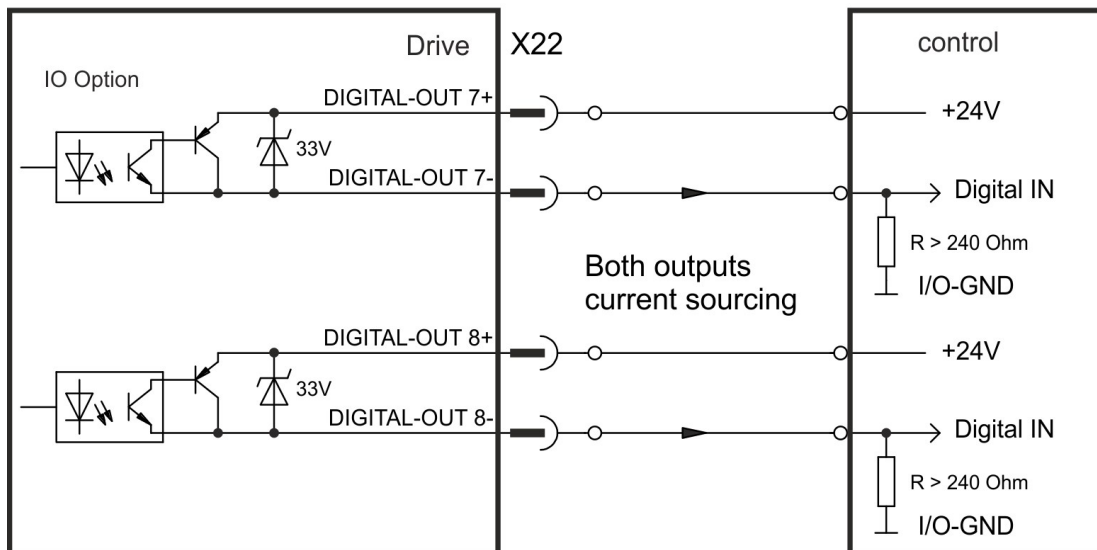 Drive
X22
control
IO Option
DIGITAL-OUT 7+
+24V
33V
DIGITAL-OUT 7-
Digital IN
R > 240 Ohm
Both outputs
current sourcing
I/O-GND
DIGITAL-OUT 8+
+24V
33V
DIGITAL-OUT 8-
Digital IN
R > 240 Ohm
I/O-GND